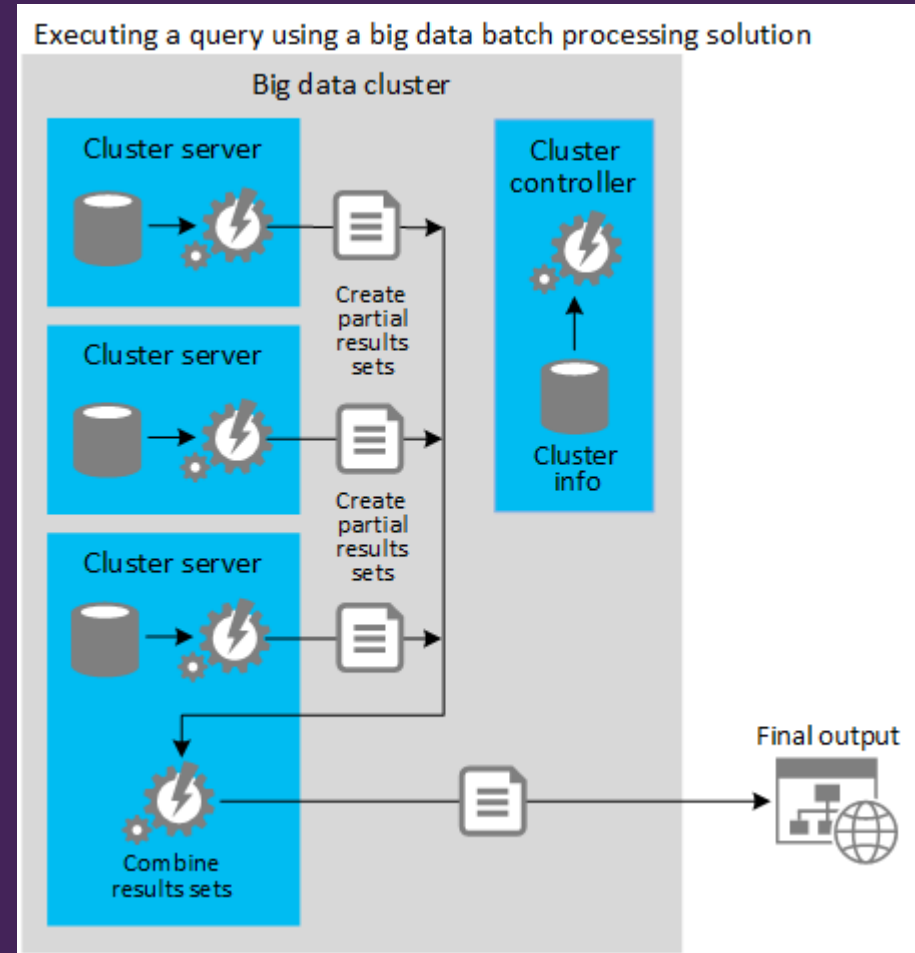 Executing a query using a big data batch processing solution
Big data cluster
Cluster server
Create
partial
results
sets
Cluster server
Create
partial
results
sets
Cluster server
Combine
results sets
Cluster
controller
Cluster
info
Final output